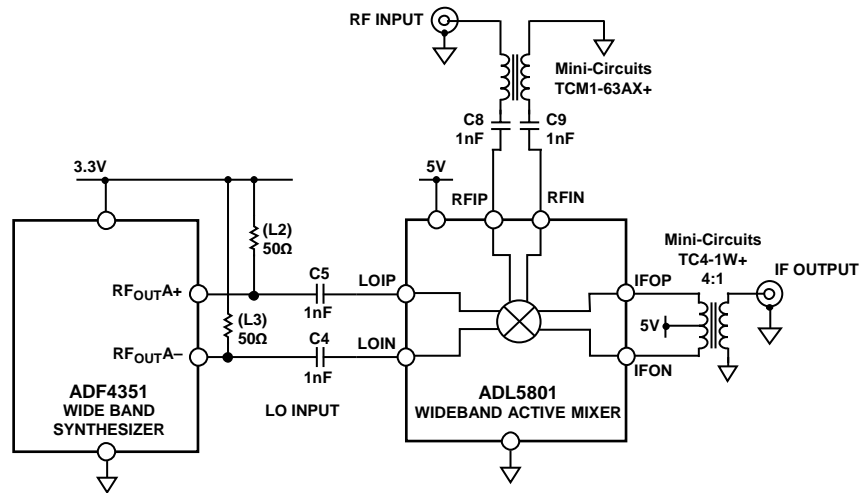 RF INPUT
Mini-Circuits
TCM1-63AX+
C8
1nF
C9
1nF
3.3V
5V
RFIP
RFIN
(L2)
50Ω
Mini-Circuits
TC4-1W+
4:1
IF OUTPUT
RFOUTA+
C5
1nF
LOIP
IFOP
(L3)
50Ω
5V
RFOUTA–
C4
1nF
LOIN
IFON
ADF4351
WIDE BAND
SYNTHESIZER
LO INPUT
ADL5801
WIDEBAND ACTIVE MIXER